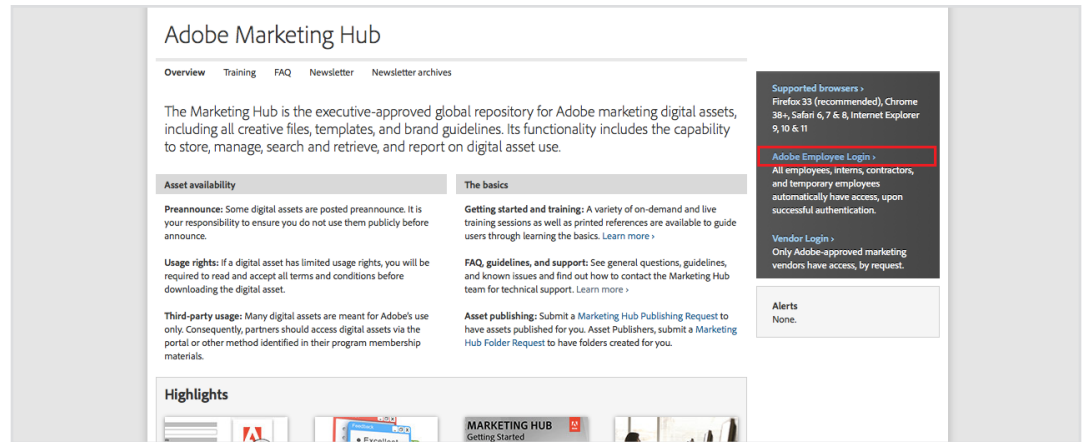 Adobe Marketing Hub
Overview Training FAQ Newsletter Newsletter archives
The Marketing Hub is the executive-approved global repository for Adobe marketing digital assets,
including all creative files, templates, and brand guidelines. Its functionality includes the capability
to store, manage, search and retrieve, and report on digital asset use.
Asset availability
Preannounce: Some digital assets are posted preannounce. It is
your responsibility to ensure you do not use them publicly before
announce.
Usage rights: If a digital asset has limited usage rights, you will be
required to read and accept all terms and conditions before
downloading the digital asset.
Third-party usage: Many digital assets are meant for Adobe's use
only. Consequently, partners should access digital assets via the
portal or other method identified in their program membership
materials.
The basics
Getting started and training: A variety of on-demand and live
training sessions as well as printed references are available to guide
users through learning the basics. Learn more ›
FAQ, guidelines, and support: See general questions, guidelines,
and known issues and find out how to contact the Marketing Hub
team for technical support. Learn more ›
Asset publishing: Submit a Marketing Hub Publishing Request to
have assets published for you. Asset Publishers, submit a Marketing
Hub Folder Request to have folders created for you.
Supported browsers ›
Firefox 33 (recommended), Chrome
38+, Safari 6, 7 & 8, Internet Explorer
9, 10 & 11
Adobe Employee Login ›
All employees, interns, contractors,
and temporary employees
automatically have access, upon
successful authentication.
Vendor Login ›
Only Adobe-approved marketing
vendors have access, by request.
Alerts
None.
Highlights
Feedback
Excellent
MARKETING HUB
Getting Started